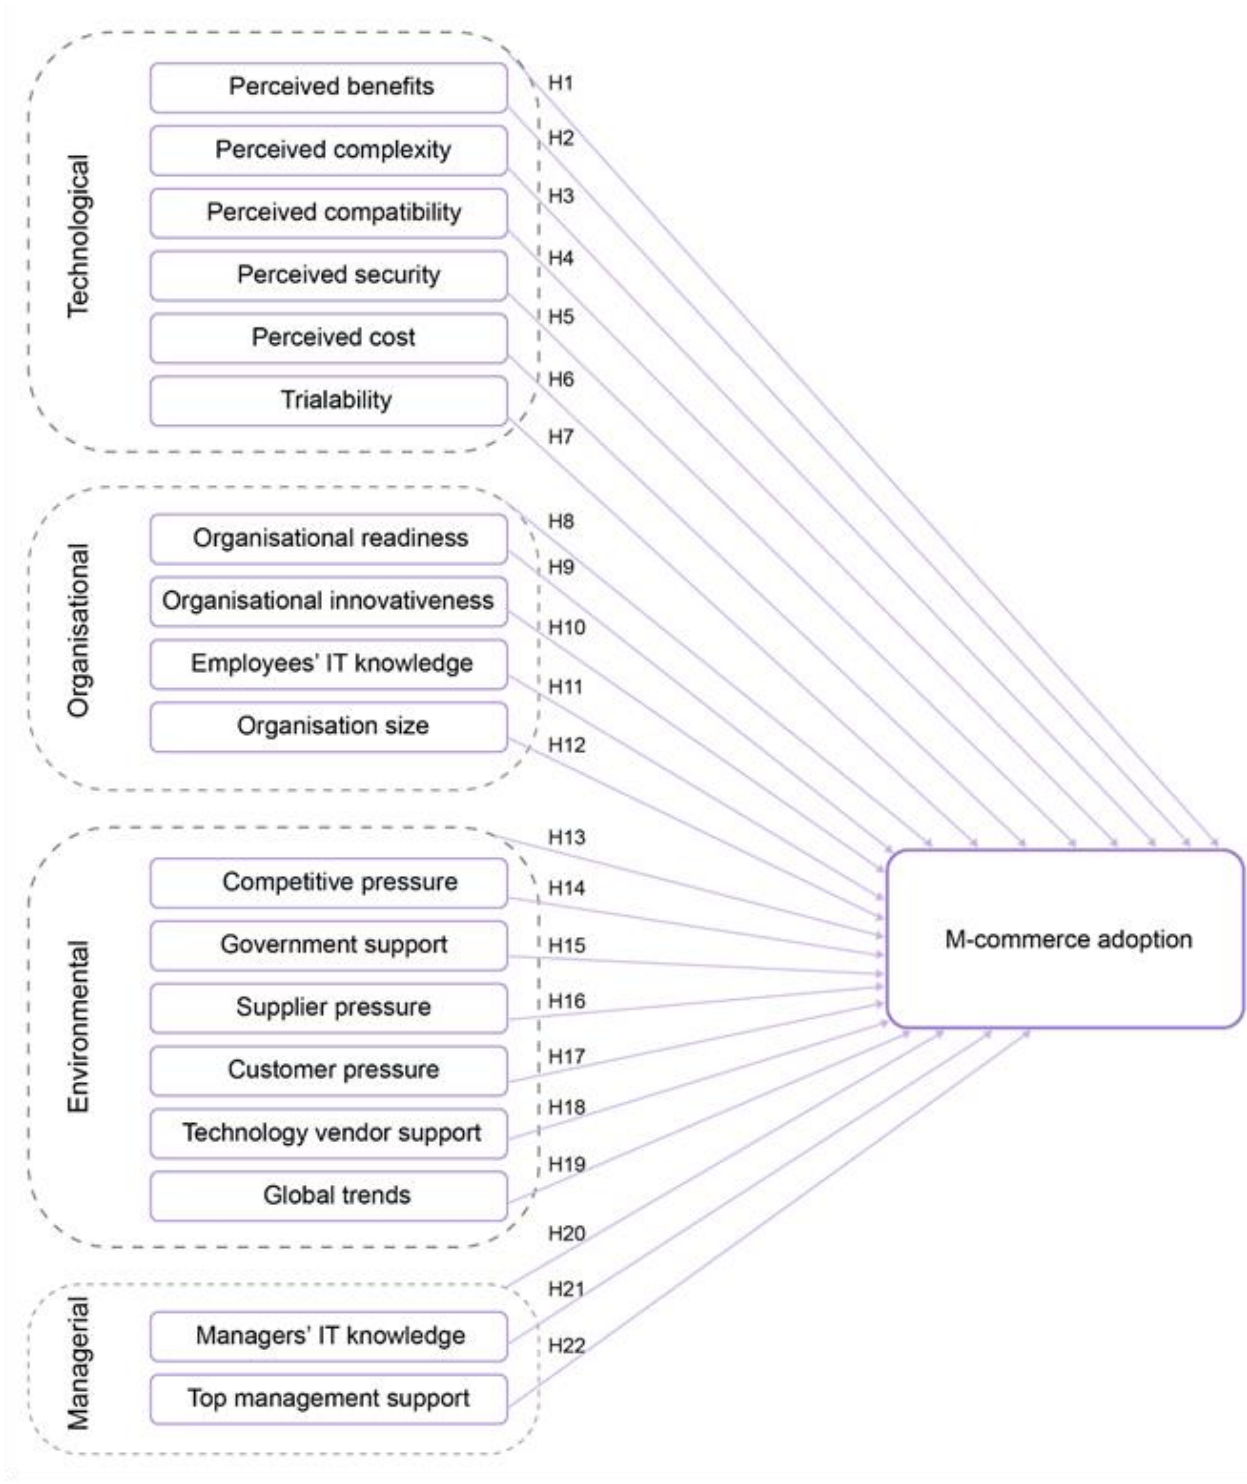 Technological
Perceived benefits
Perceived complexity
Perceived compatibility
Perceived security
Perceived cost
Trialability
H1
H2
H3
H4
H5
H6
H7
Organisational
Organisational readiness
Organisational innovativeness
Employees’ IT knowledge
Organisation size
H8
H9
H10
H11
H12
Environmental
Competitive pressure
Government support
Supplier pressure
Customer pressure
Technology vendor support
Global trends
H13
H14
H15
H16
H17
H18
H19
Managerial
Managers’ IT knowledge
Top management support
H20
H21
H22
M-commerce adoption